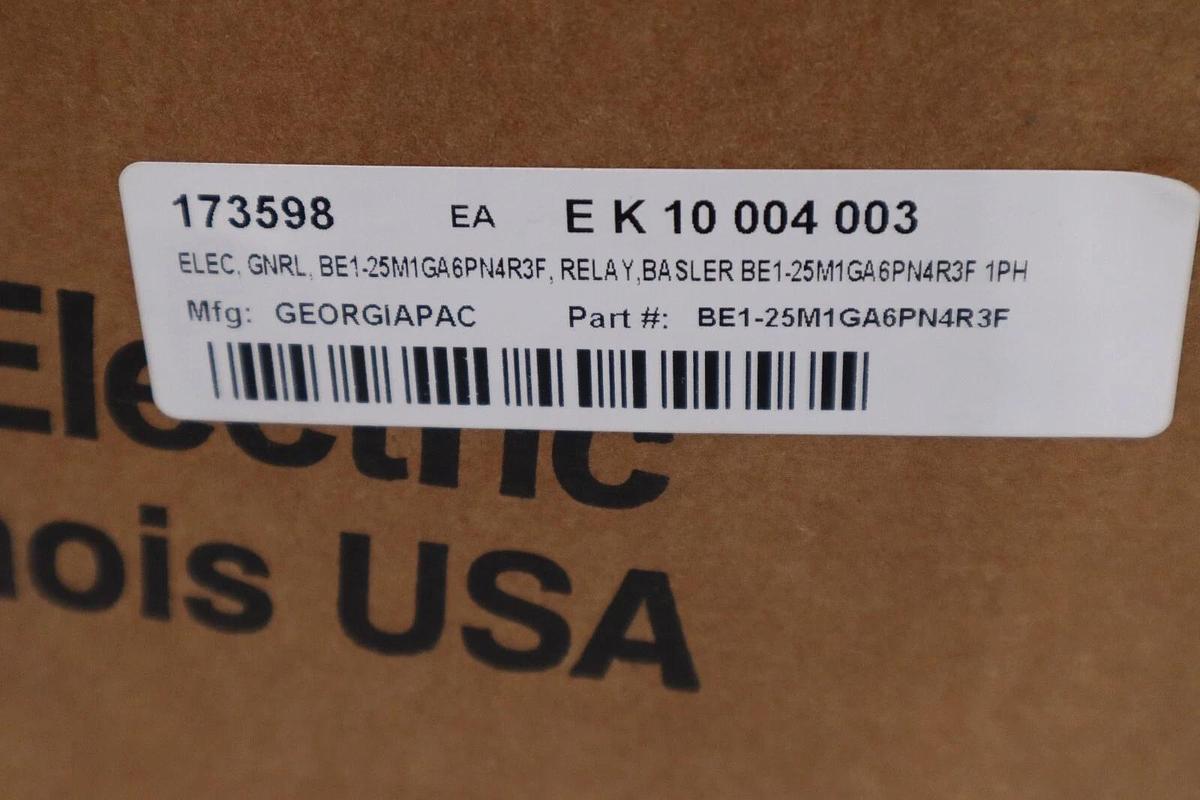 173598 EA E K 10 004 003
ELEC, GNRL, BE1-25M1GA6PN4R3F, RELAY,BASLER BE1-25M1GA6PN4R3F 1PH
Mfg: GEORGIAPAC Part #: BE1-25M1GA6PN4R3F
Electric
nois USA